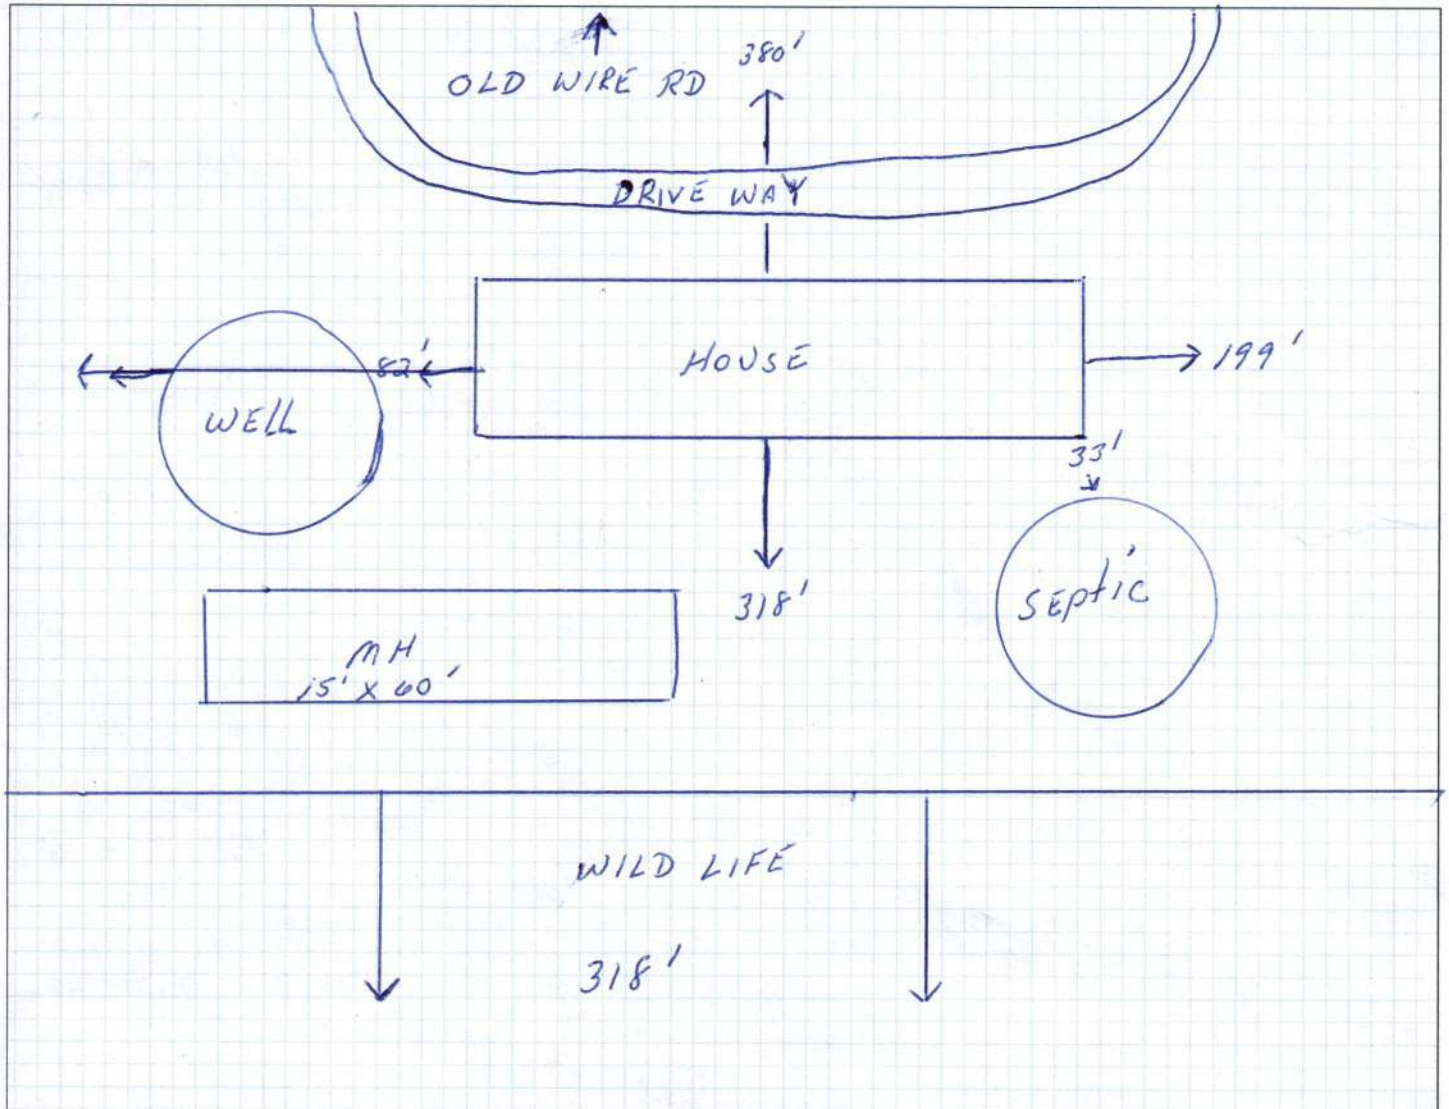 380'
OLD WIRE RD
DRIVE WAY
HOUSE
82'
199'
WELL
33'
318'
SEPTIC
MH
15' X 60'
WILD LIFE
318'